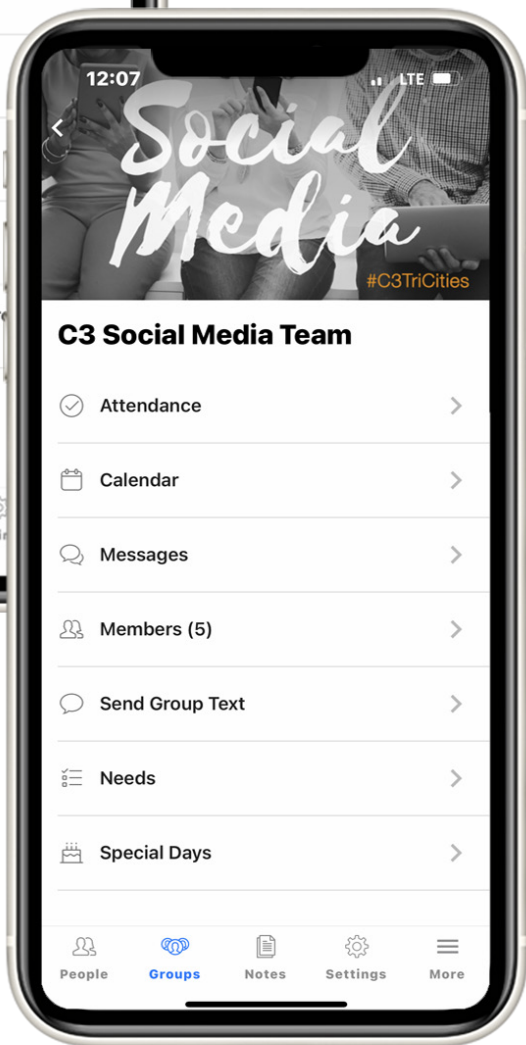 12:07
LTE
Social
Media
#C3TriCities
C3 Social Media Team
Attendance
Calendar
Messages
Members (5)
Send Group Text
Needs
Special Days
People Groups Notes Settings More